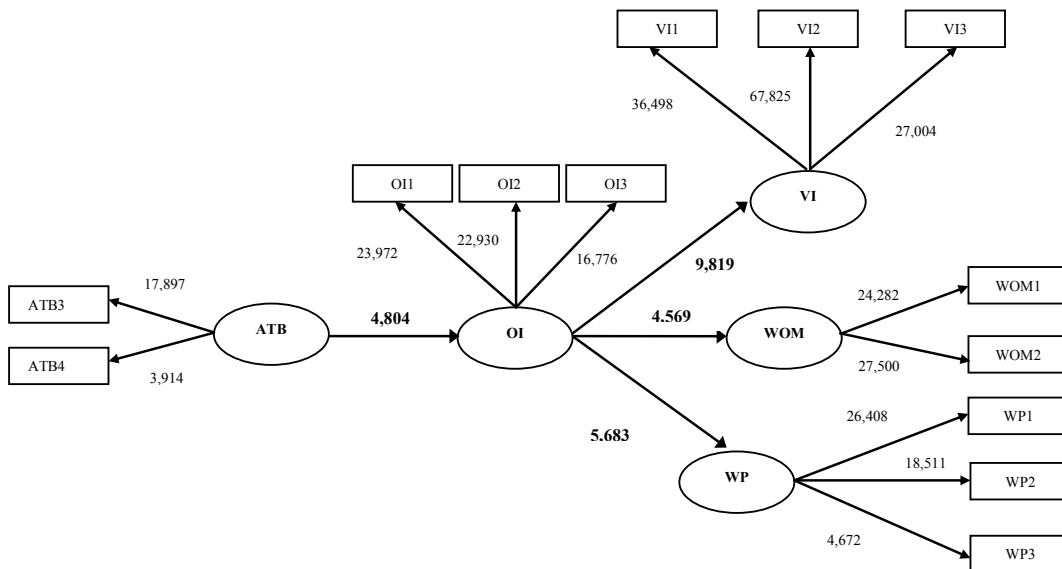 VI1
VI2
VI3
36,498
67,825
27,004
OI1
OI2
OI3
VI
23,972
22,930
16,776
9,819
ATB3
17,897
ATB
4,804
OI
4.569
WOM
24,282
WOM1
ATB4
3,914
27,500
WOM2
5.683
26,408
WP1
WP
18,511
WP2
4,672
WP3